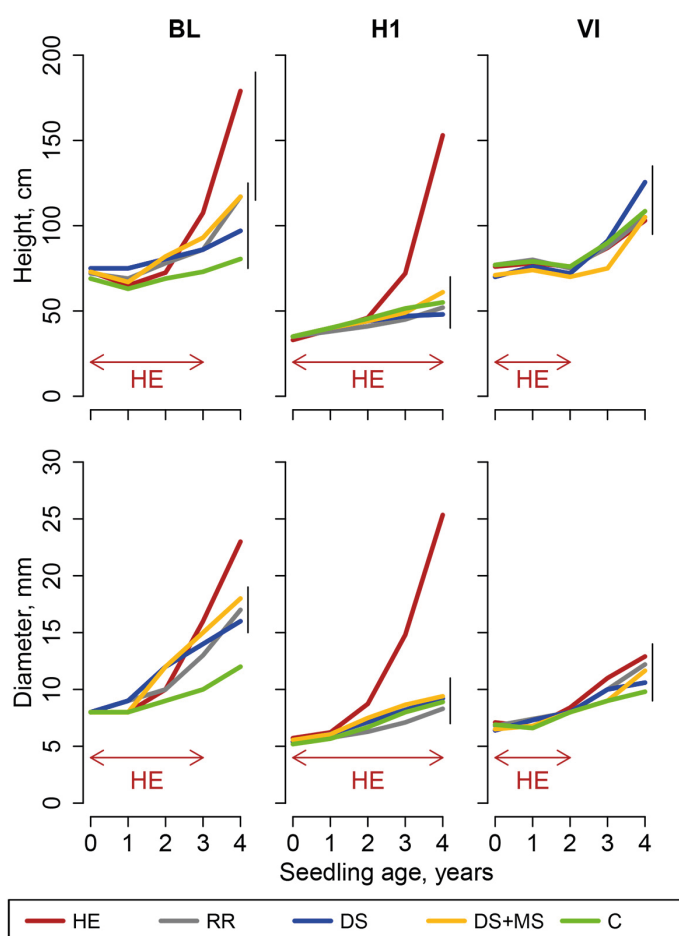 BL H1 VI
Height, cm
200
150
100
50
0
HE HE HE
Diameter, mm
30
25
20
15
10
5
0
HE HE HE
0 1 2 3 4 0 1 2 3 4 0 1 2 3 4
Seedling age, years
HE RR DS DS+MS C